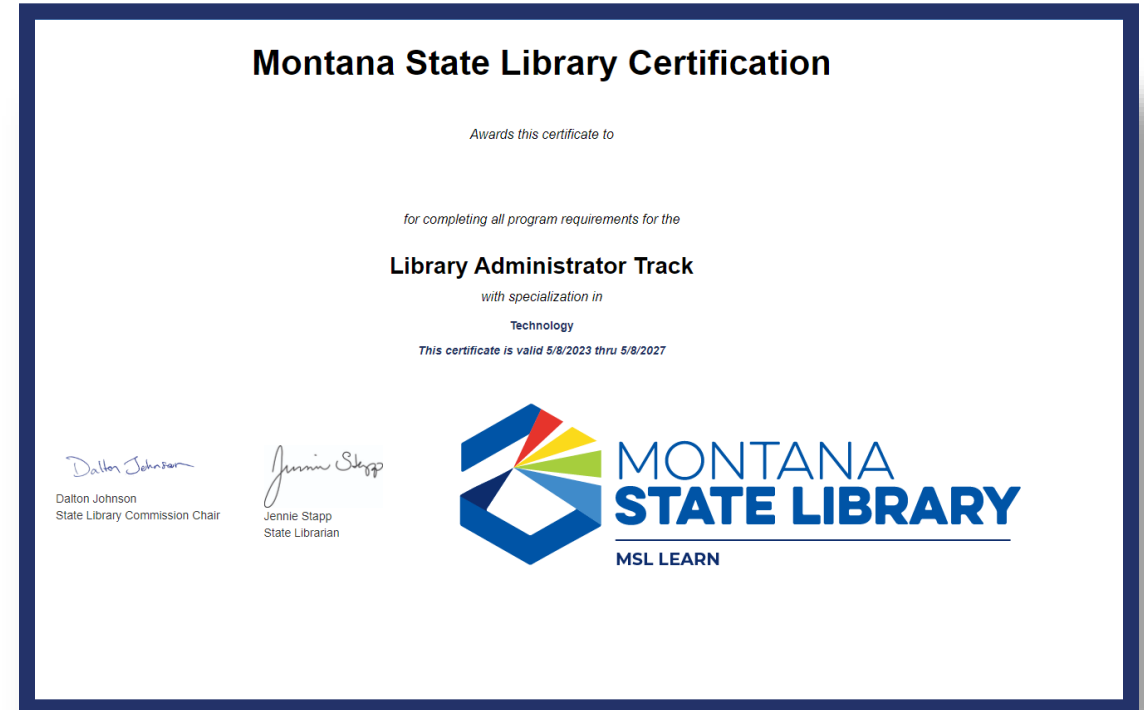 Montana State Library Certification
Awards this certificate to
for completing all program requirements for the
Library Administrator Track
with specialization in
Technology
This certificate is valid 5/8/2023 thru 5/8/2027
Dalton Johnson
Dalton Johnson
State Library Commission Chair
Jennie Stapp
Jennie Stapp
State Librarian
MONTANA
STATE LIBRARY
MSL LEARN